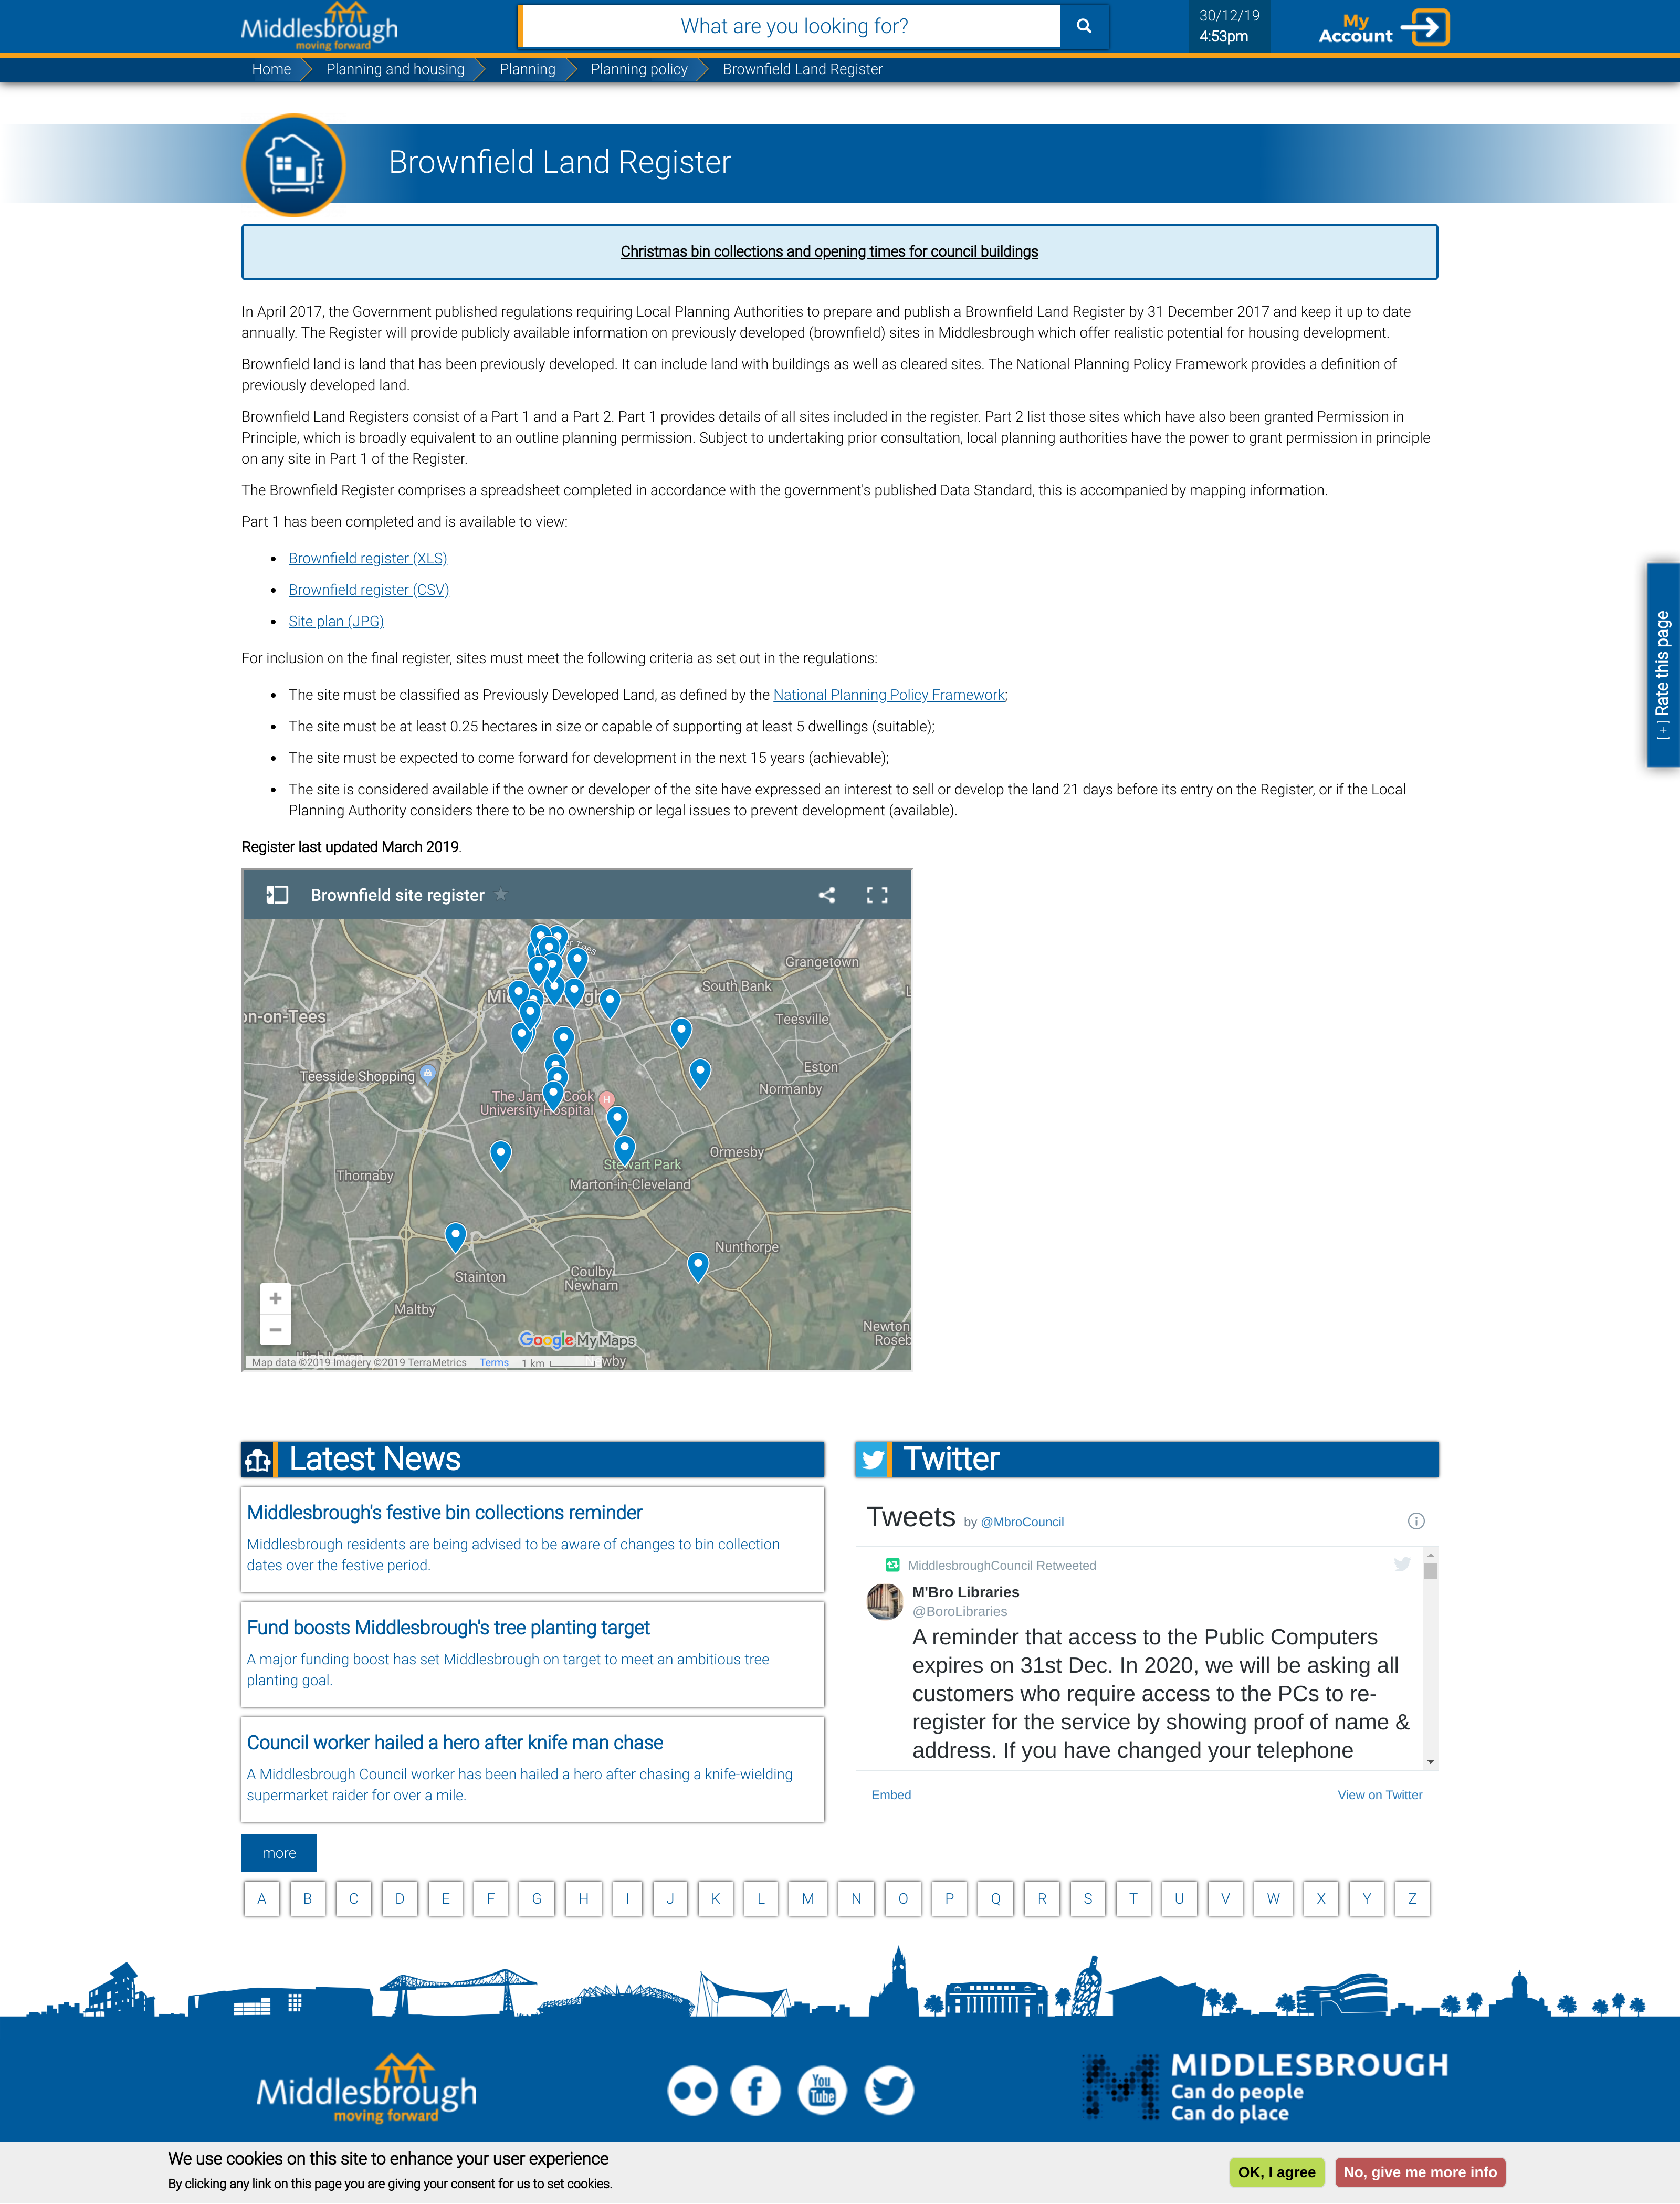 Middlesbrough
moving forward
What are you looking for?
30/12/19
4:53pm
My
Account
Home
Planning and housing
Planning
Planning policy
Brownfield Land Register
Brownfield Land Register
Christmas bin collections and opening times for council buildings
In April 2017, the Government published regulations requiring Local Planning Authorities to prepare and publish a Brownfield Land Register by 31 December 2017 and keep it up to date
annually. The Register will provide publicly available information on previously developed (brownfield) sites in Middlesbrough which offer realistic potential for housing development.
Brownfield land is land that has been previously developed. It can include land with buildings as well as cleared sites. The National Planning Policy Framework provides a definition of
previously developed land.
Brownfield Land Registers consist of a Part 1 and a Part 2. Part 1 provides details of all sites included in the register. Part 2 list those sites which have also been granted Permission in
Principle, which is broadly equivalent to an outline planning permission. Subject to undertaking prior consultation, local planning authorities have the power to grant permission in principle
on any site in Part 1 of the Register.
The Brownfield Register comprises a spreadsheet completed in accordance with the government's published Data Standard, this is accompanied by mapping information.
Part 1 has been completed and is available to view:
• Brownfield register (XLS)
• Brownfield register (CSV)
• Site plan (JPG)
For inclusion on the final register, sites must meet the following criteria as set out in the regulations:
• The site must be classified as Previously Developed Land, as defined by the National Planning Policy Framework;
• The site must be at least 0.25 hectares in size or capable of supporting at least 5 dwellings (suitable);
• The site must be expected to come forward for development in the next 15 years (achievable);
• The site is considered available if the owner or developer of the site have expressed an interest to sell or develop the land 21 days before its entry on the Register, or if the Local
Planning Authority considers there to be no ownership or legal issues to prevent development (available).
Register last updated March 2019.
[+] Rate this page
Brownfield site register
Tees
Grangetown
South Bank
on-on-Tees
Teesville
Eston
Teesside Shopping
Normanby
The James Cook
University Hospital
H
Ormesby
Stewart Park
Thornaby
Marton-in-Cleveland
Nunthorpe
Stainton
Coulby
Newham
Maltby
Newton
Roseb
Google My Maps
Map data ©2019 Imagery ©2019 TerraMetrics Terms 1 km
wby
Latest News
Middlesbrough's festive bin collections reminder
Middlesbrough residents are being advised to be aware of changes to bin collection
dates over the festive period.
Fund boosts Middlesbrough's tree planting target
A major funding boost has set Middlesbrough on target to meet an ambitious tree
planting goal.
Council worker hailed a hero after knife man chase
A Middlesbrough Council worker has been hailed a hero after chasing a knife-wielding
supermarket raider for over a mile.
more
Twitter
Tweets by @MbroCouncil
MiddlesbroughCouncil Retweeted
M'Bro Libraries
@BoroLibraries
A reminder that access to the Public Computers
expires on 31st Dec. In 2020, we will be asking all
customers who require access to the PCs to re-
register for the service by showing proof of name &
address. If you have changed your telephone
Embed
View on Twitter
A B C D E F G H I J K L M N O P Q R S T U V W X Y Z
Middlesbrough
moving forward
You
Tube
MIDDLESBROUGH
Can do people
Can do place
We use cookies on this site to enhance your user experience
By clicking any link on this page you are giving your consent for us to set cookies.
OK, I agree
No, give me more info